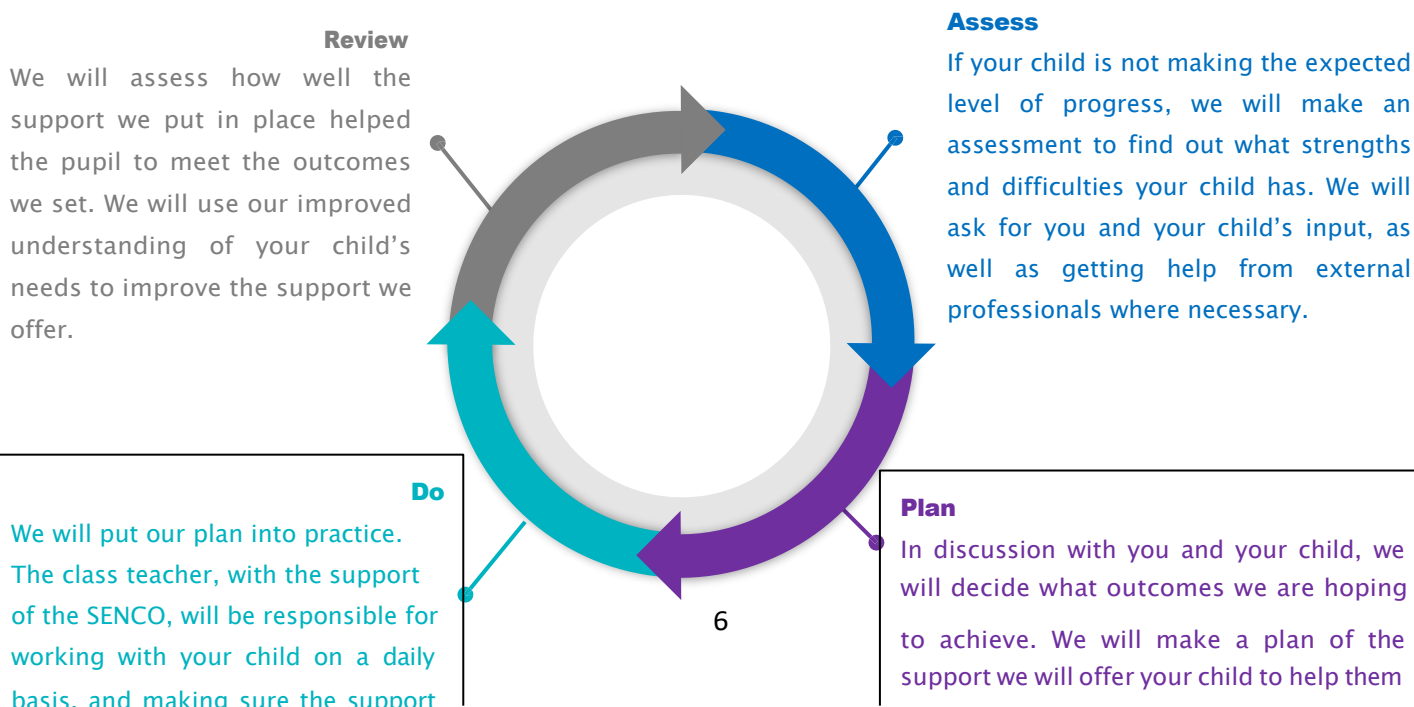 Review
We will assess how well the
support we put in place helped
the pupil to meet the outcomes
we set. We will use our improved
understanding of your child’s
needs to improve the support we
offer.
Assess
If your child is not making the expected
level of progress, we will make an
assessment to find out what strengths
and difficulties your child has. We will
ask for you and your child’s input, as
well as getting help from external
professionals where necessary.
Do
We will put our plan into practice.
The class teacher, with the support
of the SENCO, will be responsible for
working with your child on a daily
basis, and making sure the support
Plan
In discussion with you and your child, we
will decide what outcomes we are hoping
to achieve. We will make a plan of the
support we will offer your child to help them
6